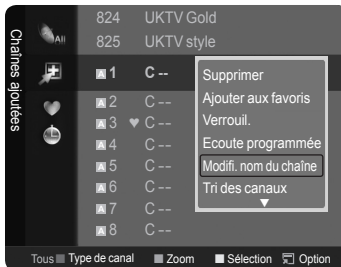 Chaînes ajoutées
All
824 UKTV Gold
825 UKTV style
A 1 C --
A 2 C --
A 3 ♥ C --
A 4 C --
A 5 C --
A 6 C --
A 7 C --
A 8 C --
Supprimer
Ajouter aux favoris
Verrouil.
Ecoute programmée
Modifi. nom du chaîne
Tri des canaux
▼
Tous ■ Type de canal ■ Zoom ■ Sélection Option